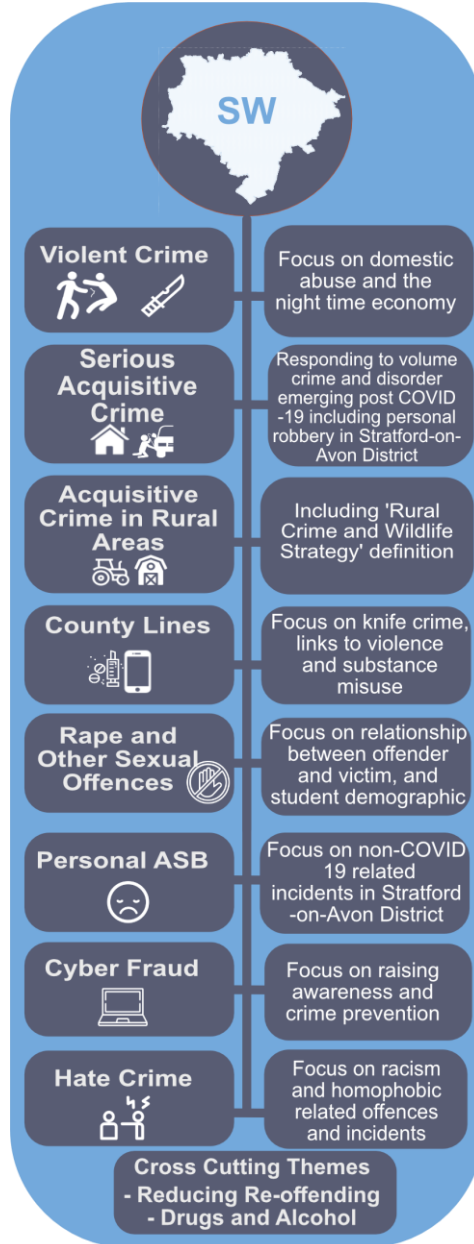 SW
Violent Crime
Focus on domestic
abuse and the
night time economy
Serious
Acquisitive
Crime
Responding to volume
crime and disorder
emerging post COVID
-19 including personal
robbery in Stratford-on-
Avon District
Acquisitive
Crime in Rural
Areas
Including 'Rural
Crime and Wildlife
Strategy' definition
County Lines
Focus on knife crime,
links to violence
and substance
misuse
Rape and
Other Sexual
Offences
Focus on relationship
between offender
and victim, and
student demographic
Personal ASB
Focus on non-COVID
19 related
incidents in Stratford
-on-Avon District
Cyber Fraud
Focus on raising
awareness and
crime prevention
Hate Crime
Focus on racism
and homophobic
related offences
and incidents
Cross Cutting Themes
- Reducing Re-offending
- Drugs and Alcohol